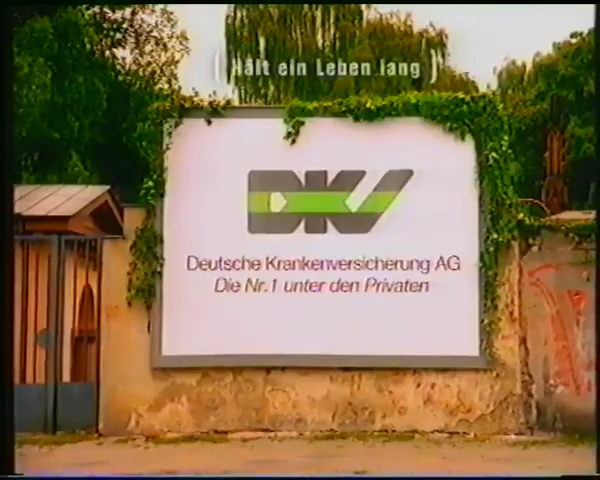 (Hält ein Leben lang)
DKV
Deutsche Krankenversicherung AG
Die Nr.1 unter den Privaten